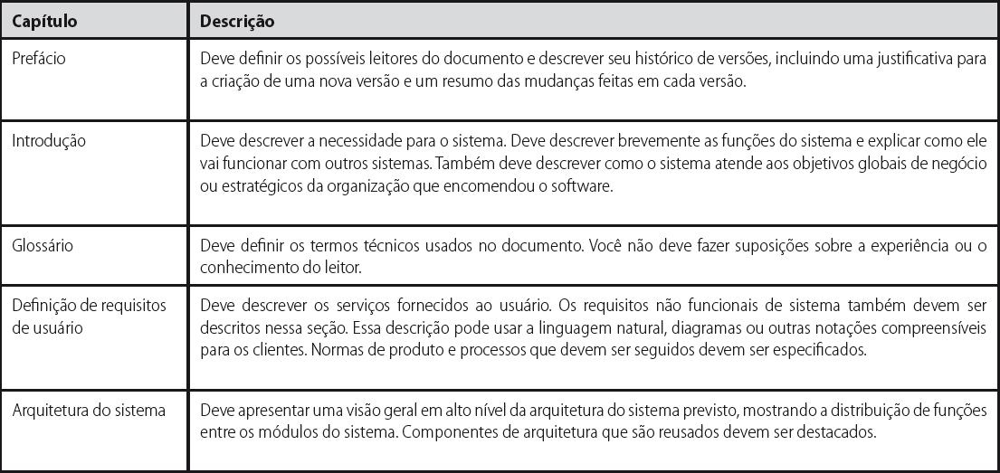 Capítulo Descrição
Prefácio Deve definir os possíveis leitores do documento e descrever seu histórico de versões, incluindo uma justificativa para
a criação de uma nova versão e um resumo das mudanças feitas em cada versão.
Introdução Deve descrever a necessidade para o sistema. Deve descrever brevemente as funções do sistema e explicar como ele
vai funcionar com outros sistemas. Também deve descrever como o sistema atende aos objetivos globais de negócio
ou estratégicos da organização que encomendou o software.
Glossário Deve definir os termos técnicos usados no documento. Você não deve fazer suposições sobre a experiência ou o
conhecimento do leitor.
Definição de requisitos Deve descrever os serviços fornecidos ao usuário. Os requisitos não funcionais de sistema também devem ser
de usuário descritos nessa seção. Essa descrição pode usar a linguagem natural, diagramas ou outras notações compreensíveis
para os clientes. Normas de produto e processos que devem ser seguidos devem ser especificados.
Arquitetura do sistema Deve apresentar uma visão geral em alto nível da arquitetura do sistema previsto, mostrando a distribuição de funções
entre os módulos do sistema. Componentes de arquitetura que são reusados devem ser destacados.